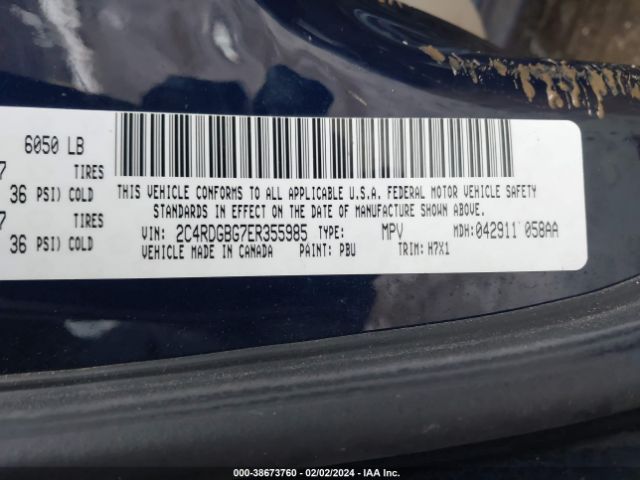 6050 LB
7 TIRES
36 PSI) COLD
7 TIRES
36 PSI) COLD
THIS VEHICLE CONFORMS TO ALL APPLICABLE U.S.A. FEDERAL MOTOR VEHICLE SAFETY
STANDARDS IN EFFECT ON THE DATE OF MANUFACTURE SHOWN ABOVE.
VIN: 2C4RDGBG7ER355985 TYPE: MPV MDH: 042911 058AA
VEHICLE MADE IN CANADA PAINT: PBU TRIM: H7X1
000-38673760 - 02/02/2024 - IAAI.COM